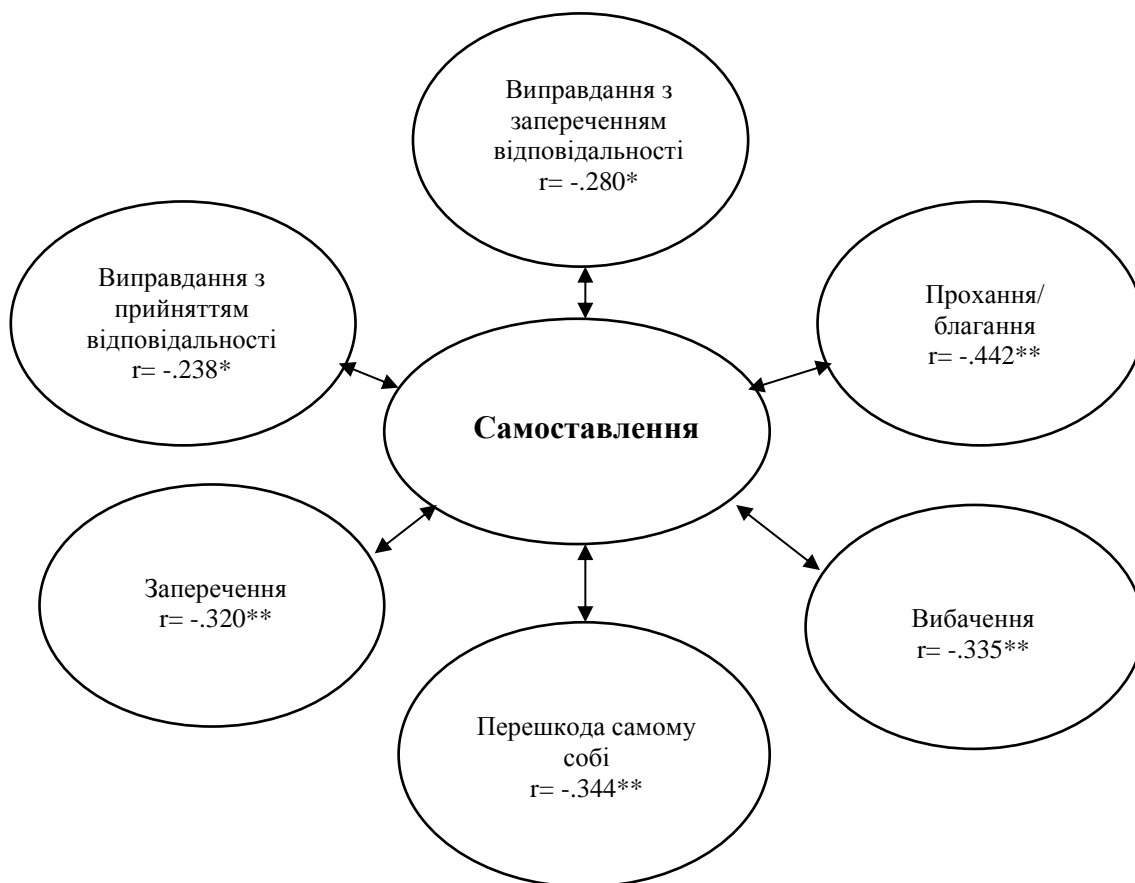 Виправдання з
запереченням
відповідальності
r= -.280*
Виправдання з
прийняттям
відповідальності
r= -.238*
Прохання/
благання
r= -.442**
Самоставлення
Заперечення
r= -.320**
Вибачення
r= -.335**
Перешкода самому
собі
r= -.344**